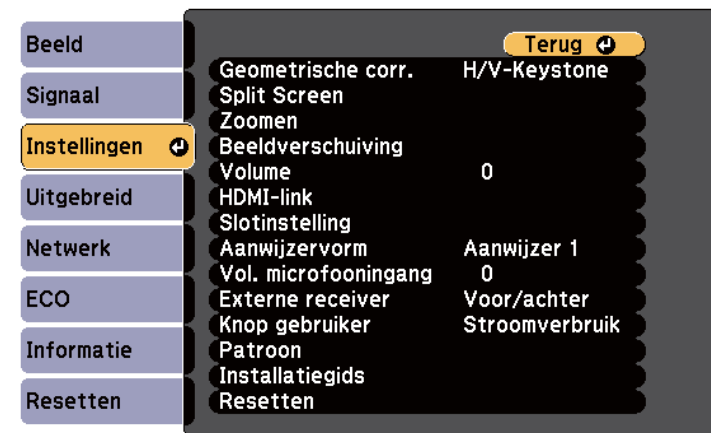 Beeld
Signaal
Instellingen
Uitgebreid
Netwerk
ECO
Informatie
Resetten
Terug
Geometrische corr. H/V-Keystone
Split Screen
Zoomen
Beeldverschuiving
Volume 0
HDMI-link
Slotinstelling
Aanwijzervorm Aanwijzer 1
Vol. microfooningang 0
Externe receiver Voor/achter
Knop gebruiker Stroomverbruik
Patroon
Installatiegids
Resetten